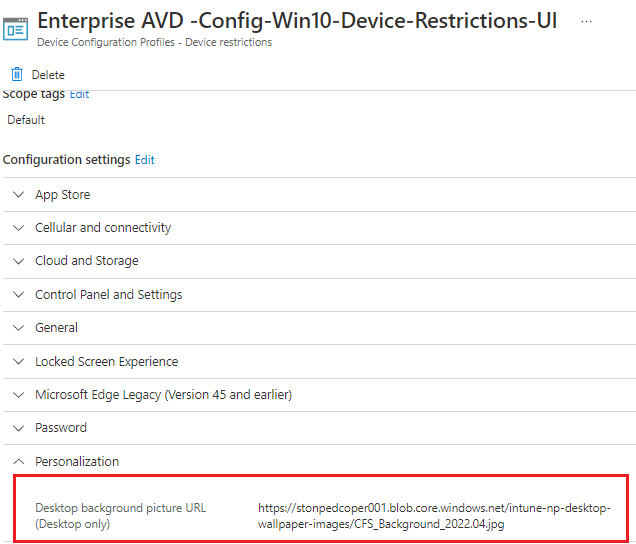 Enterprise AVD -Config-Win10-Device-Restrictions-UI ...
Device Configuration Profiles - Device restrictions
Delete
Scope tags Edit
Default
Configuration settings Edit
App Store
Cellular and connectivity
Cloud and Storage
Control Panel and Settings
General
Locked Screen Experience
Microsoft Edge Legacy (Version 45 and earlier)
Password
Personalization
Desktop background picture URL https://stonpedcoper001.blob.core.windows.net/intune-np-desktop-
(Desktop only) wallpaper-images/CFS_Background_2022.04.jpg